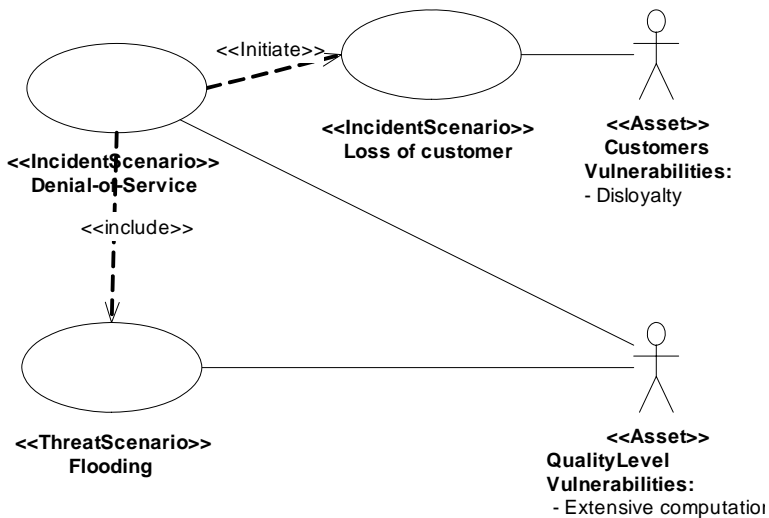 <<Initiate>>
<<IncidentScenario>>
Loss of customer
<<Asset>>
Customers
Vulnerabilities:
- Disloyalty
<<IncidentScenario>>
Denial-of-Service
<<include>>
<<ThreatScenario>>
Flooding
<<Asset>>
QualityLevel
Vulnerabilities:
- Extensive computation